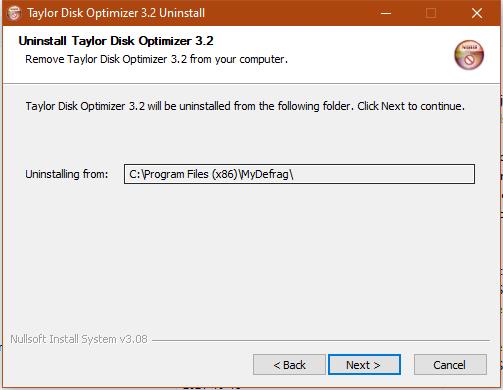 Taylor Disk Optimizer 3.2 Uninstall
Uninstall Taylor Disk Optimizer 3.2
Remove Taylor Disk Optimizer 3.2 from your computer.
Taylor Disk Optimizer 3.2 will be uninstalled from the following folder. Click Next to continue.
Uninstalling from: C:\Program Files (x86)\MyDefrag\
Nullsoft Install System v3.08
< Back Next > Cancel